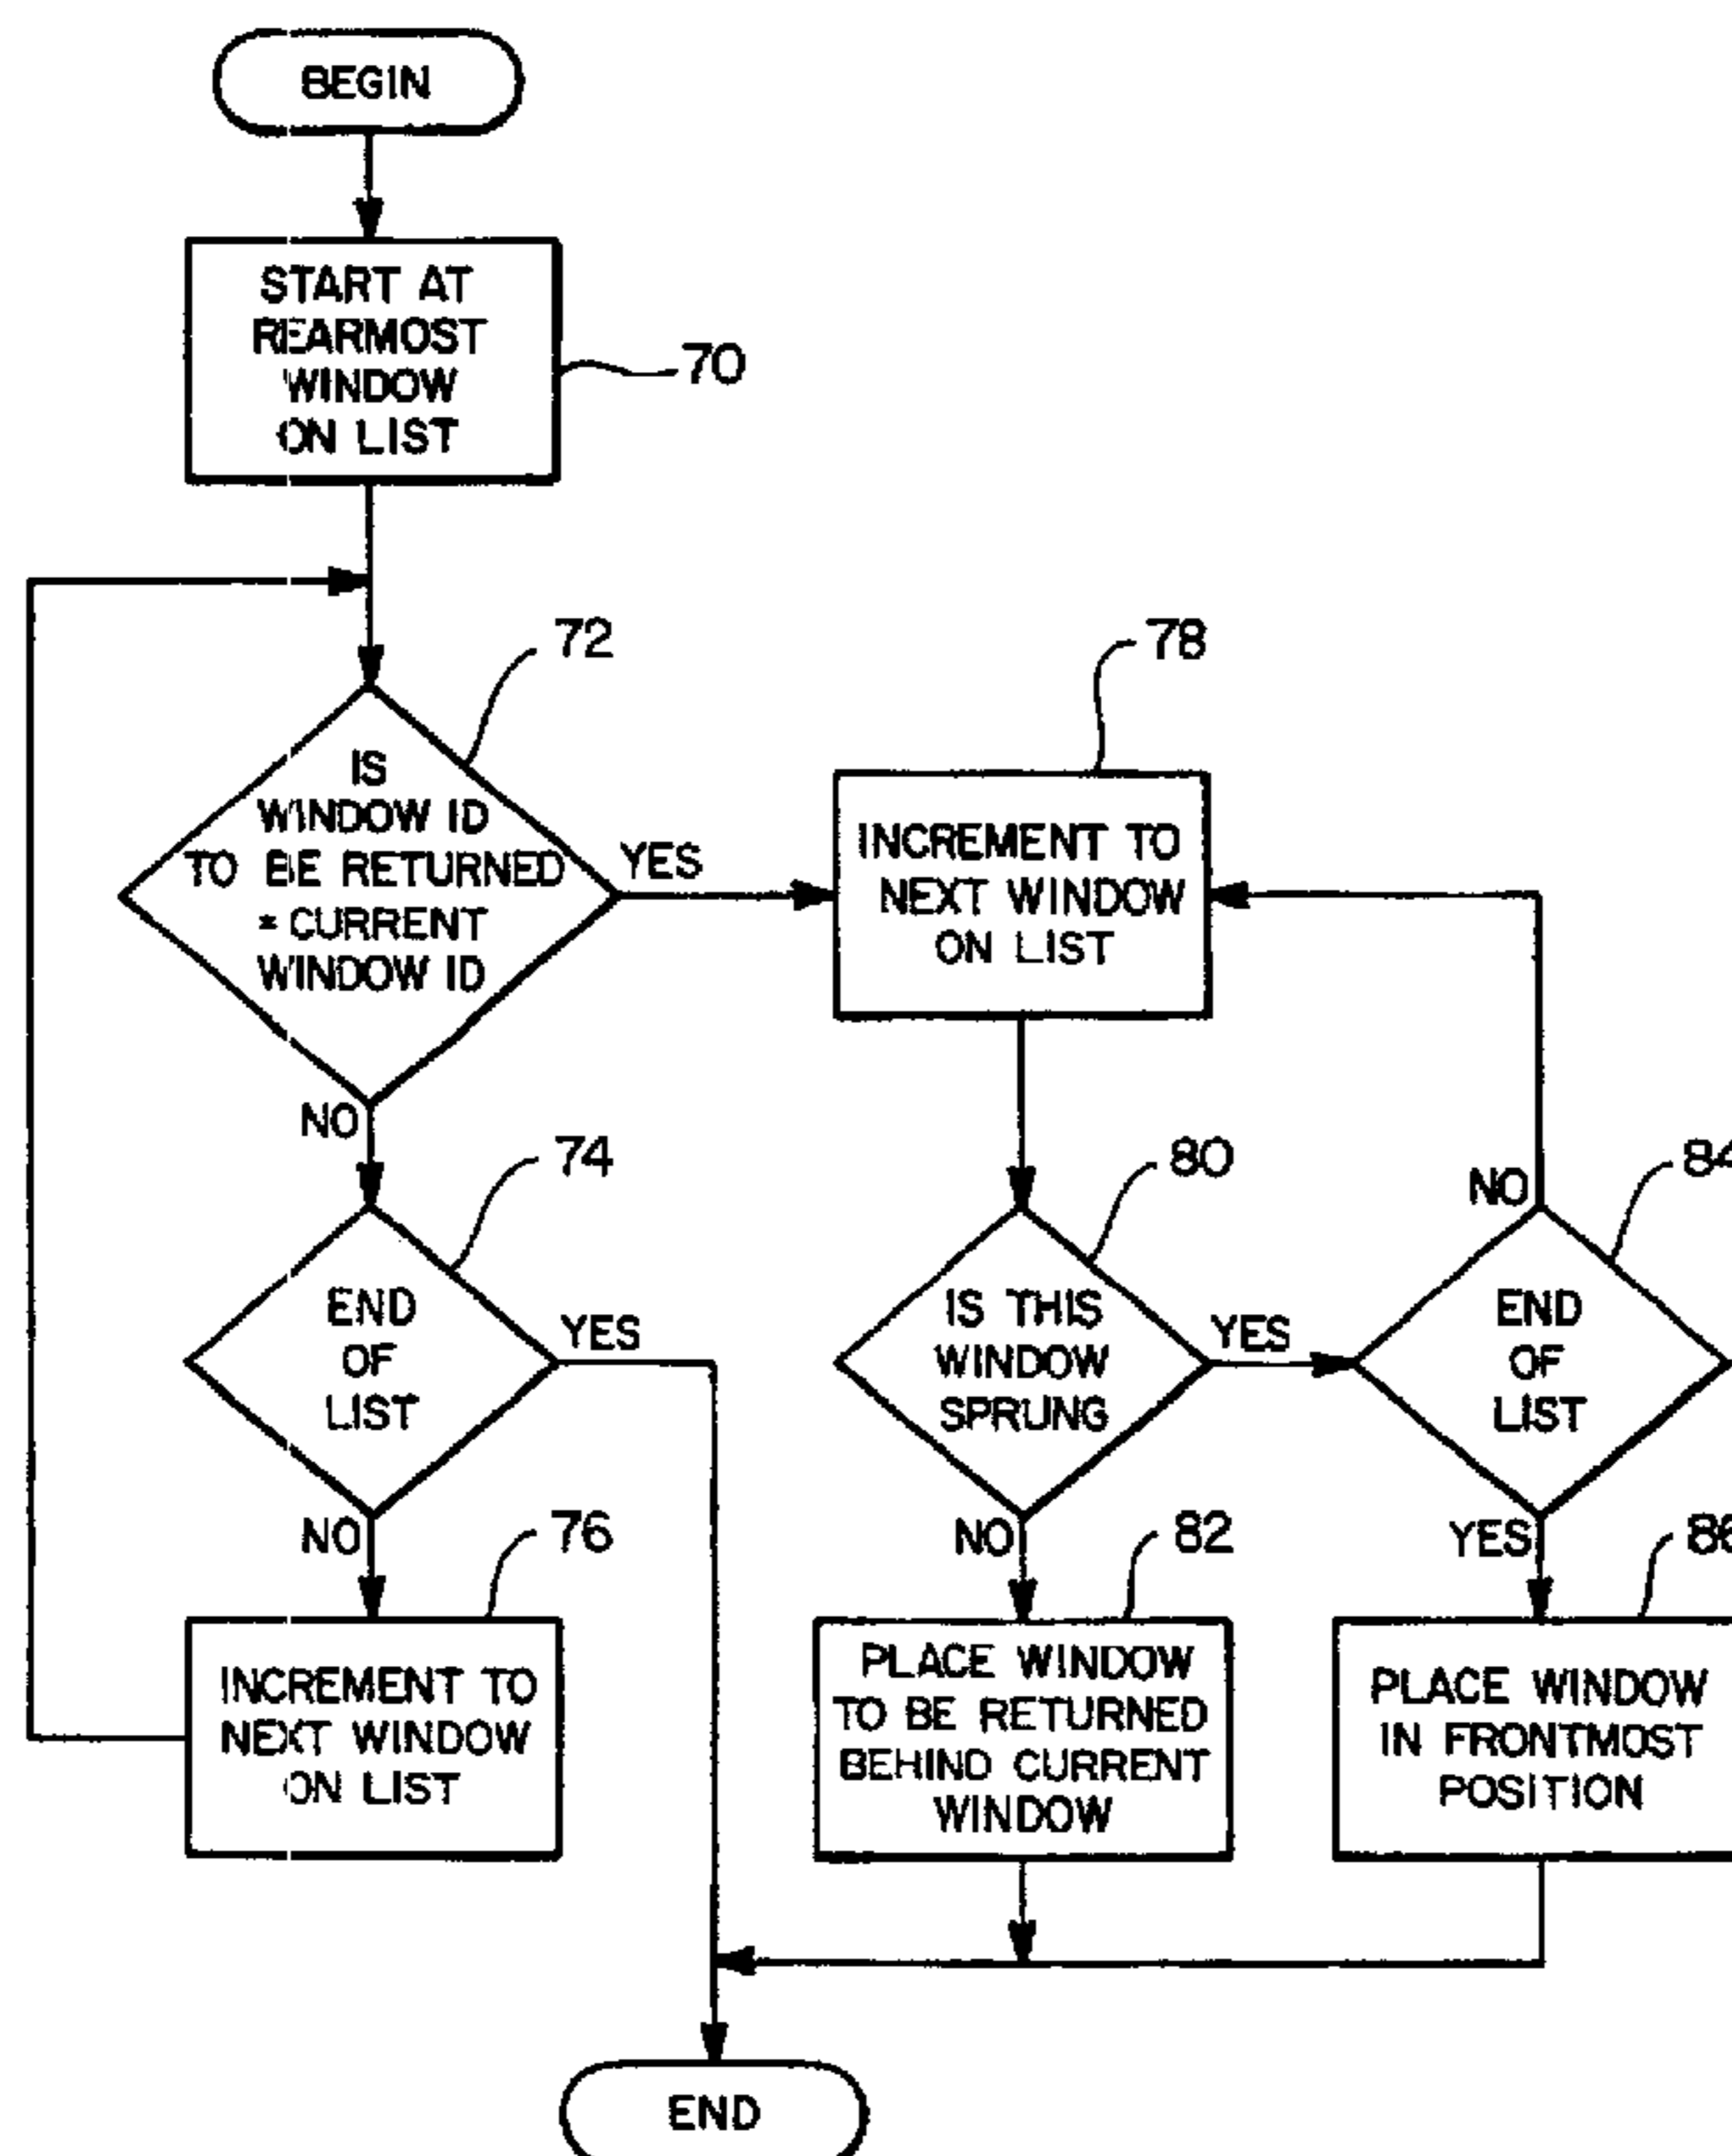 BEGIN
START AT
REARMOST
WINDOW
ON LIST
70
72
IS
WINDOW ID
TO BE RETURNED
= CURRENT
WINDOW ID
YES
NO
78
INCREMENT TO
NEXT WINDOW
ON LIST
74
END
OF
LIST
YES
NO
80
IS THIS
WINDOW
SPRUNG
YES
NO
84
END
OF
LIST
NO
YES
76
INCREMENT TO
NEXT WINDOW
ON LIST
82
PLACE WINDOW
TO BE RETURNED
BEHIND CURRENT
WINDOW
86
PLACE WINDOW
IN FRONTMOST
POSITION
END